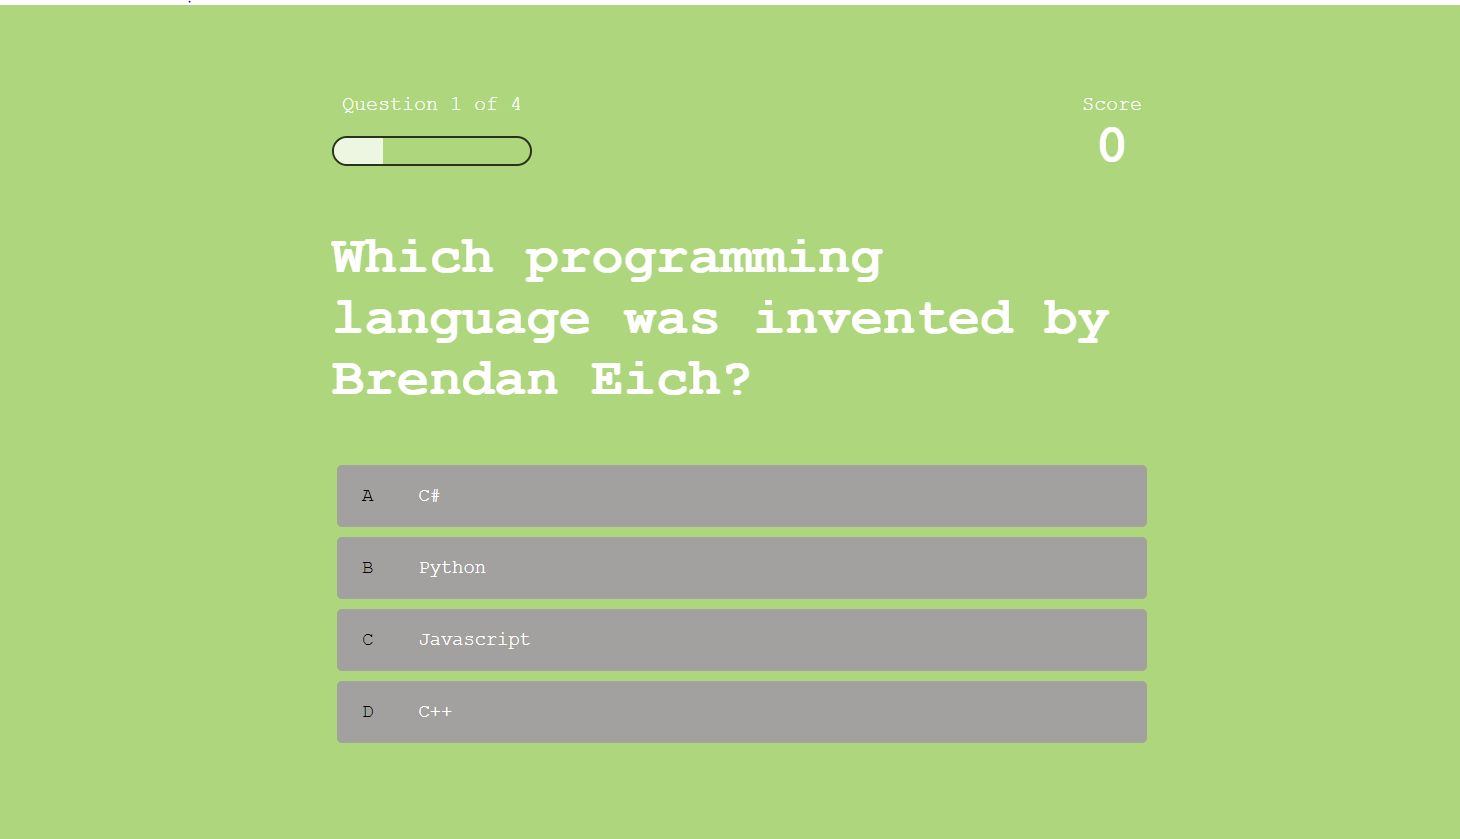 Question 1 of 4
Score
0
Which programming
language was invented by
Brendan Eich?
A C#
B Python
C Javascript
D C++